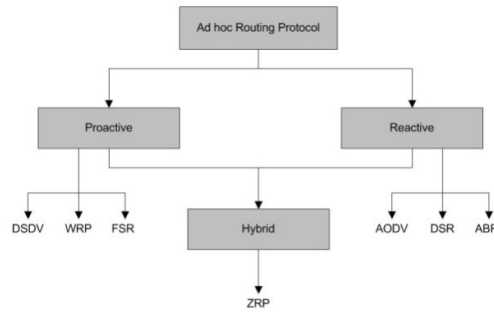 Ad hoc Routing Protocol
Proactive
Reactive
DSDV WRP FSR
Hybrid
AODV DSR
ZRP